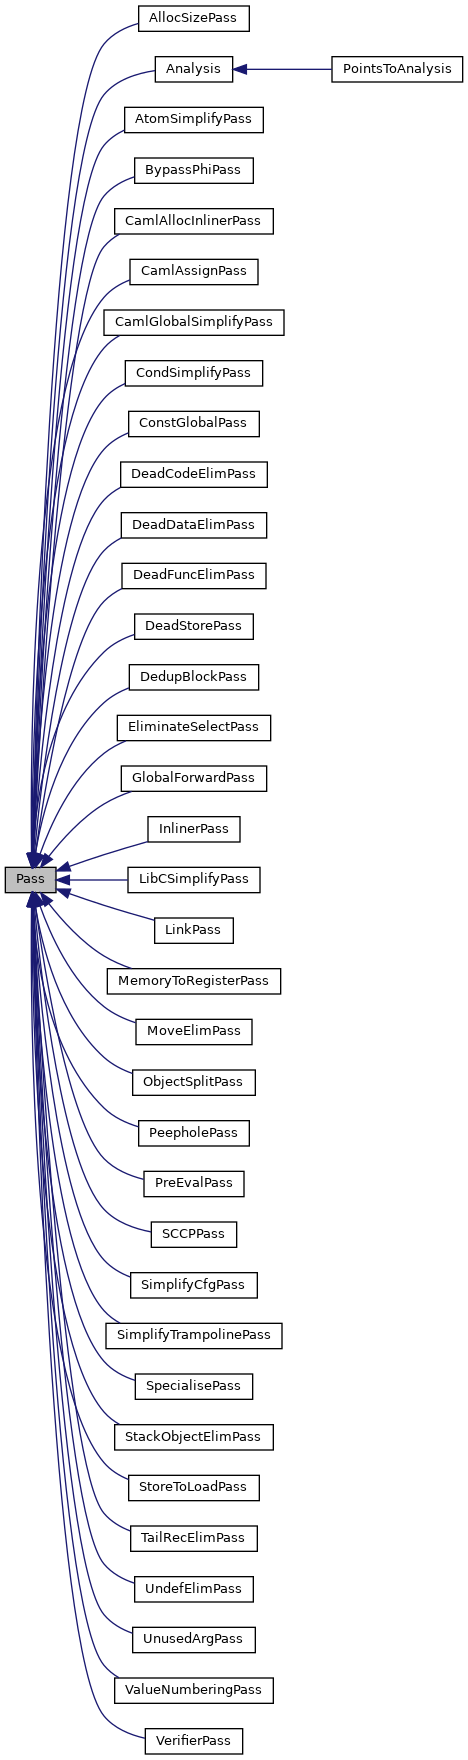 AllocSizePass
Analysis
PointsToAnalysis
AtomSimplifyPass
BypassPhiPass
CamlAllocInlinerPass
CamlAssignPass
CamlGlobalSimplifyPass
CondSimplifyPass
ConstGlobalPass
DeadCodeElimPass
DeadDataElimPass
DeadFuncElimPass
DeadStorePass
DedupBlockPass
EliminateSelectPass
GlobalForwardPass
InlinerPass
Pass
LibCSimplifyPass
LinkPass
MemoryToRegisterPass
MoveElimPass
ObjectSplitPass
PeepholePass
PreEvalPass
SCCPPass
SimplifyCfgPass
SimplifyTrampolinePass
SpecialisePass
StackObjectElimPass
StoreToLoadPass
TailRecElimPass
UndefElimPass
UnusedArgPass
ValueNumberingPass
VerifierPass